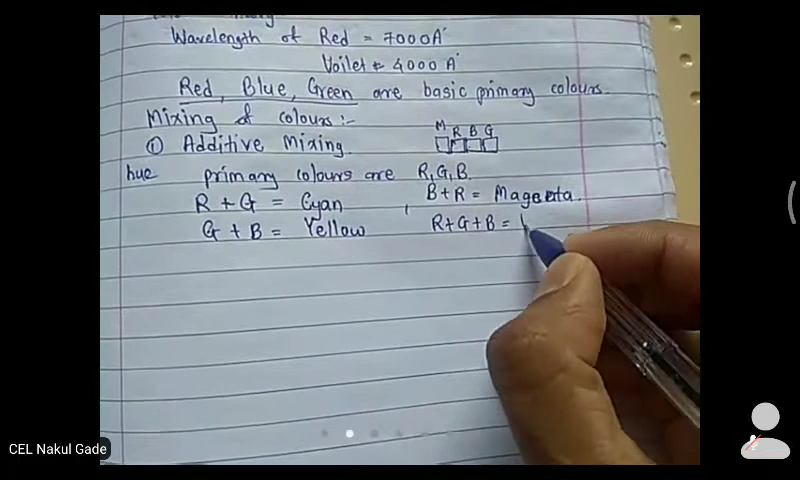 Wavelength of Red = 7000A°
Voilet = 4000 A°
Red, Blue, Green are basic primary colours.
Mixing of colours :-
① Additive Mixing.
M R B G
hue primary colours are R, G, B.
R + G = Cyan , B + R = Magenta.
G + B = Yellow R+G+B =
CEL Nakul Gade